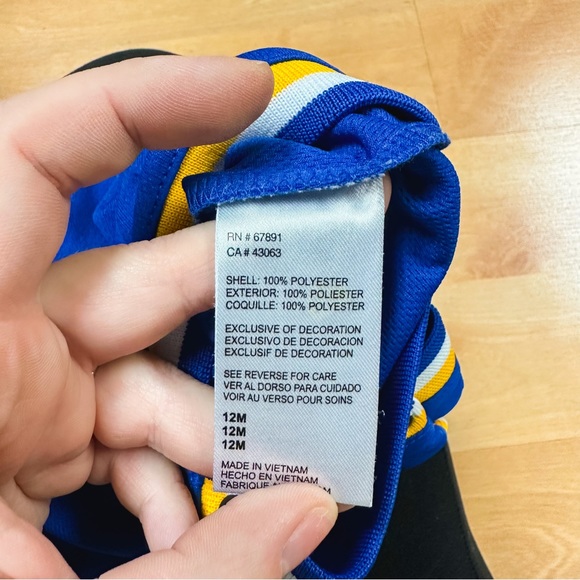 RN # 67891
CA # 43063
SHELL: 100% POLYESTER
EXTERIOR: 100% POLIESTER
COQUILLE: 100% POLYESTER
EXCLUSIVE OF DECORATION
EXCLUSIVO DE DECORACIÓN
EXCLUSIF DE DECORATION
SEE REVERSE FOR CARE
VER AL DORSO PARA CUIDADO
VOIR AU VERSO POUR SOINS
12M
12M
12M
MADE IN VIETNAM
HECHO EN VIETNAM
FABRIQUE